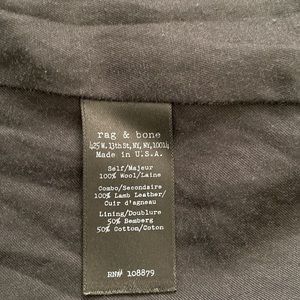 rag & bone
425 W. 13th St, NY, NY, 10014
Made in U.S.A.
Self/Majeur
100% Wool/Laine
Combo/Secondaire
100% Lamb Leather/
Cuir d'agneau
Lining/Doublure
50% Bemberg
50% Cotton/Coton
RN# 108879